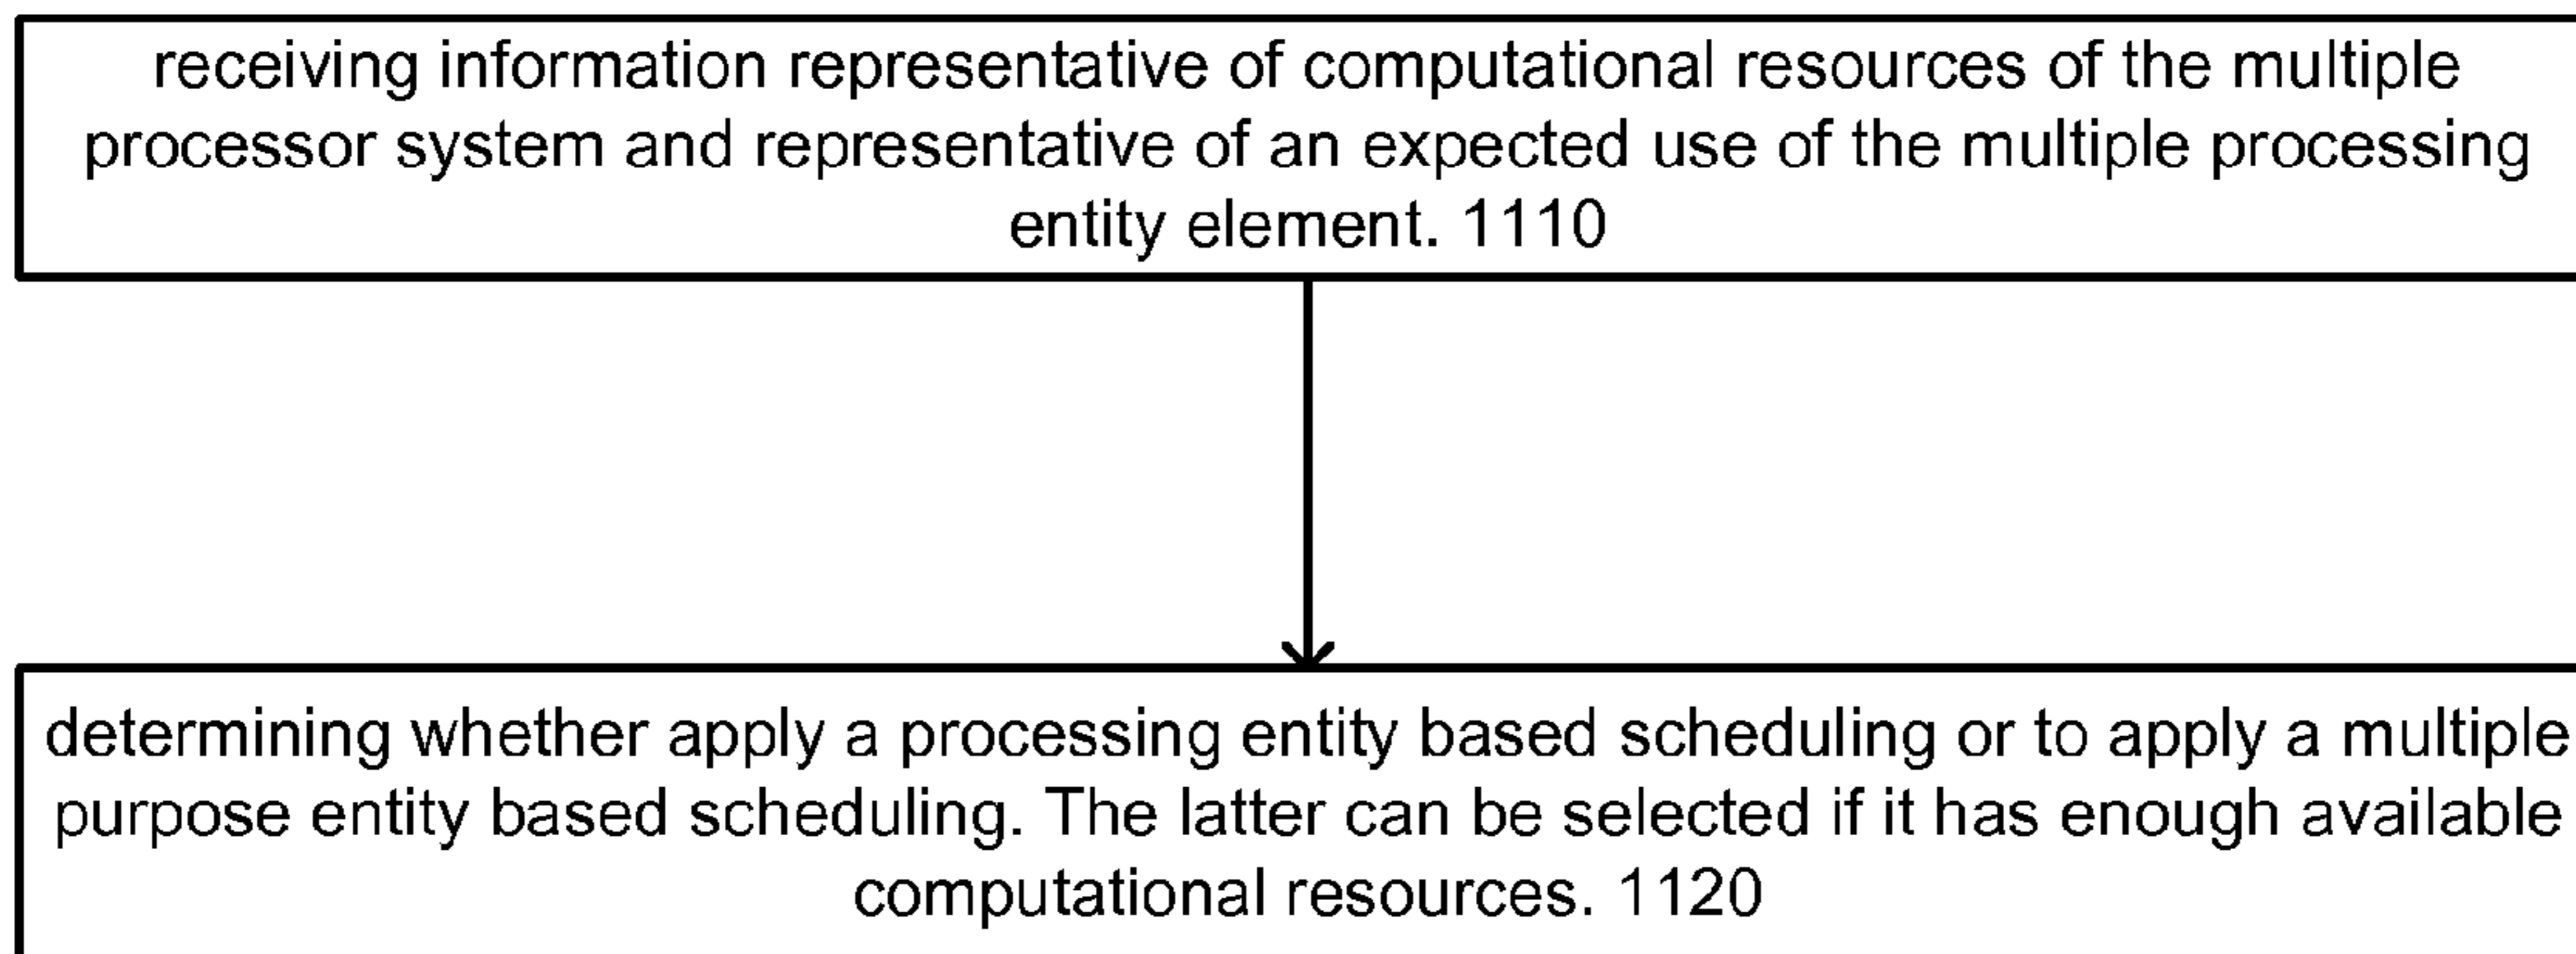 receiving information representative of computational resources of the multiple
processor system and representative of an expected use of the multiple processing
entity element. 1110
determining whether apply a processing entity based scheduling or to apply a multiple
purpose entity based scheduling. The latter can be selected if it has enough available
computational resources. 1120